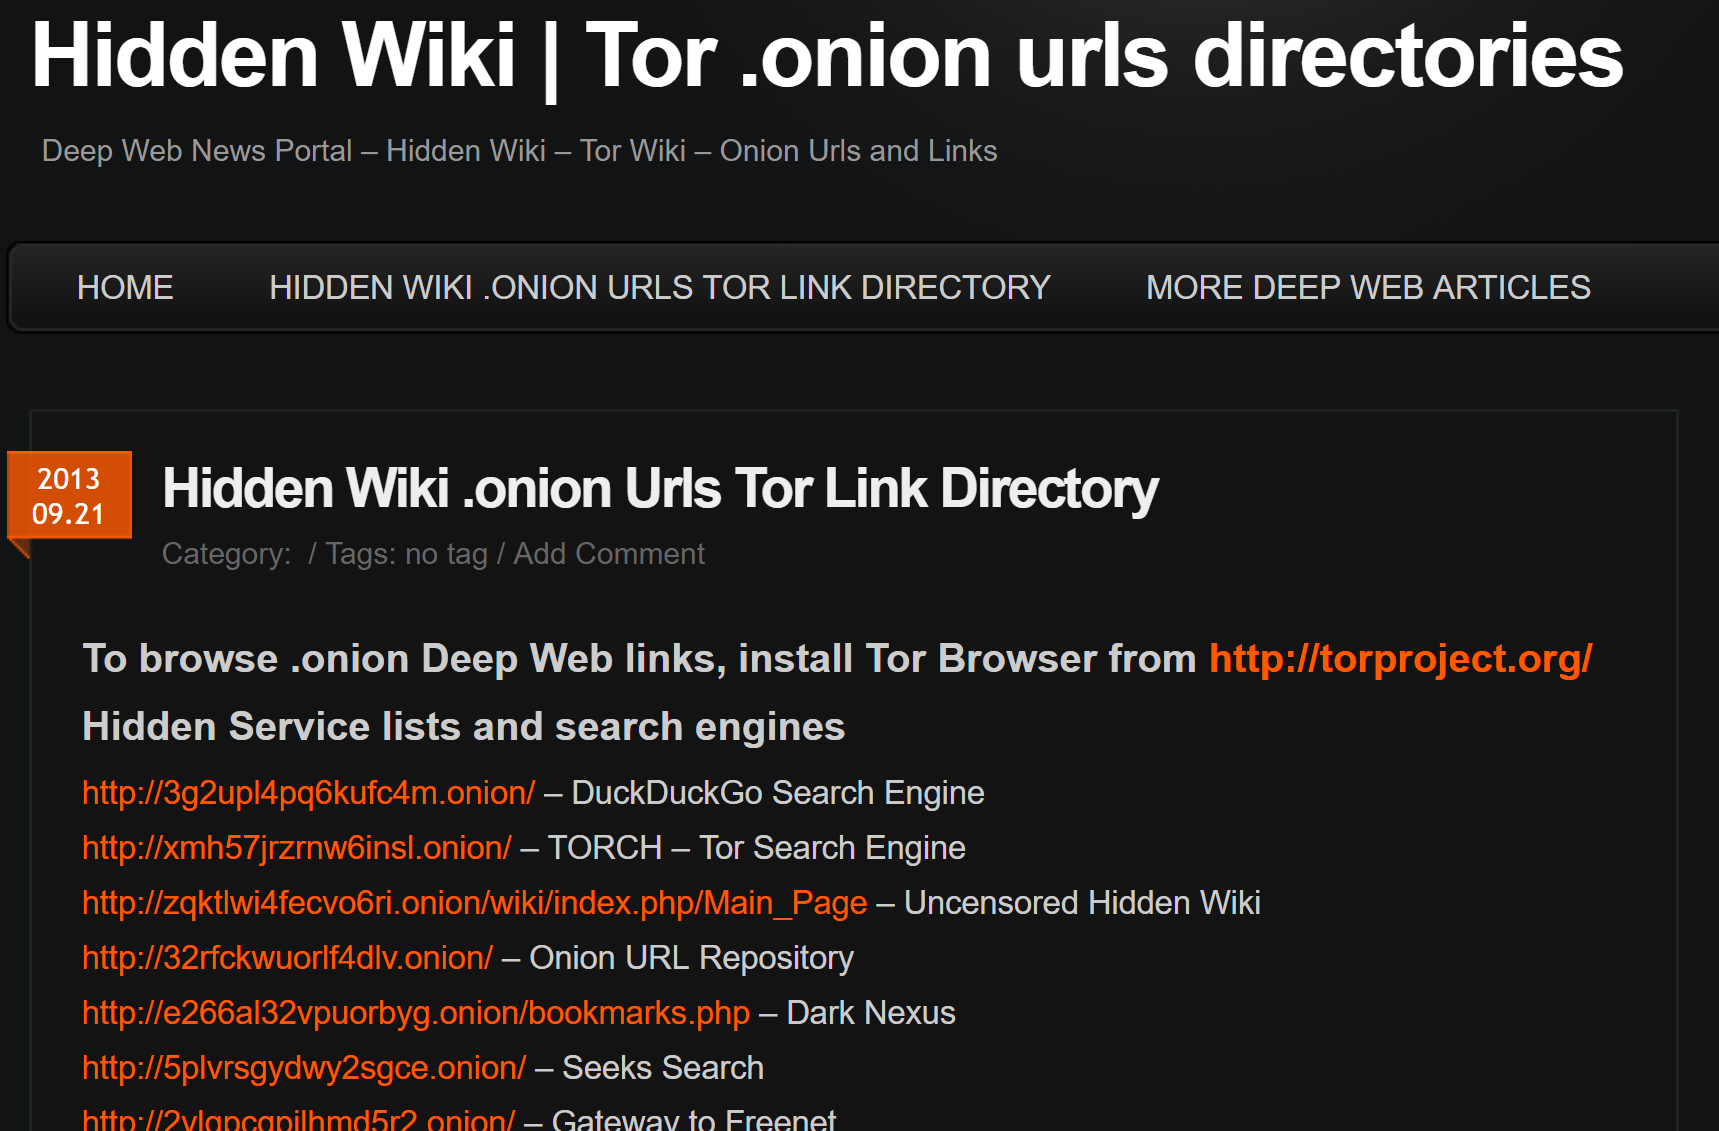 Hidden Wiki | Tor .onion urls directories
Deep Web News Portal – Hidden Wiki – Tor Wiki – Onion Urls and Links
HOME HIDDEN WIKI .ONION URLS TOR LINK DIRECTORY MORE DEEP WEB ARTICLES
2013
09.21
Hidden Wiki .onion Urls Tor Link Directory
Category:  / Tags: no tag / Add Comment
To browse .onion Deep Web links, install Tor Browser from http://torproject.org/
Hidden Service lists and search engines
http://3g2upl4pq6kufc4m.onion/ – DuckDuckGo Search Engine
http://xmh57jrzrnw6insl.onion/ – TORCH – Tor Search Engine
http://zqktlwi4fecvo6ri.onion/wiki/index.php/Main_Page – Uncensored Hidden Wiki
http://32rfckwuorlf4dlv.onion/ – Onion URL Repository
http://e266al32vpuorbyg.onion/bookmarks.php – Dark Nexus
http://5plvrsgydwy2sgce.onion/ – Seeks Search
http://2vlqpcqpjlhmd5r2.onion/ – Gateway to Freenet